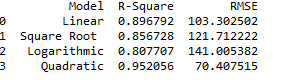 Model R-Square RMSE
0 Linear 0.896792 103.302502
1 Square Root 0.856728 121.712222
2 Logarithmic 0.807707 141.005382
3 Quadratic 0.952056 70.407515